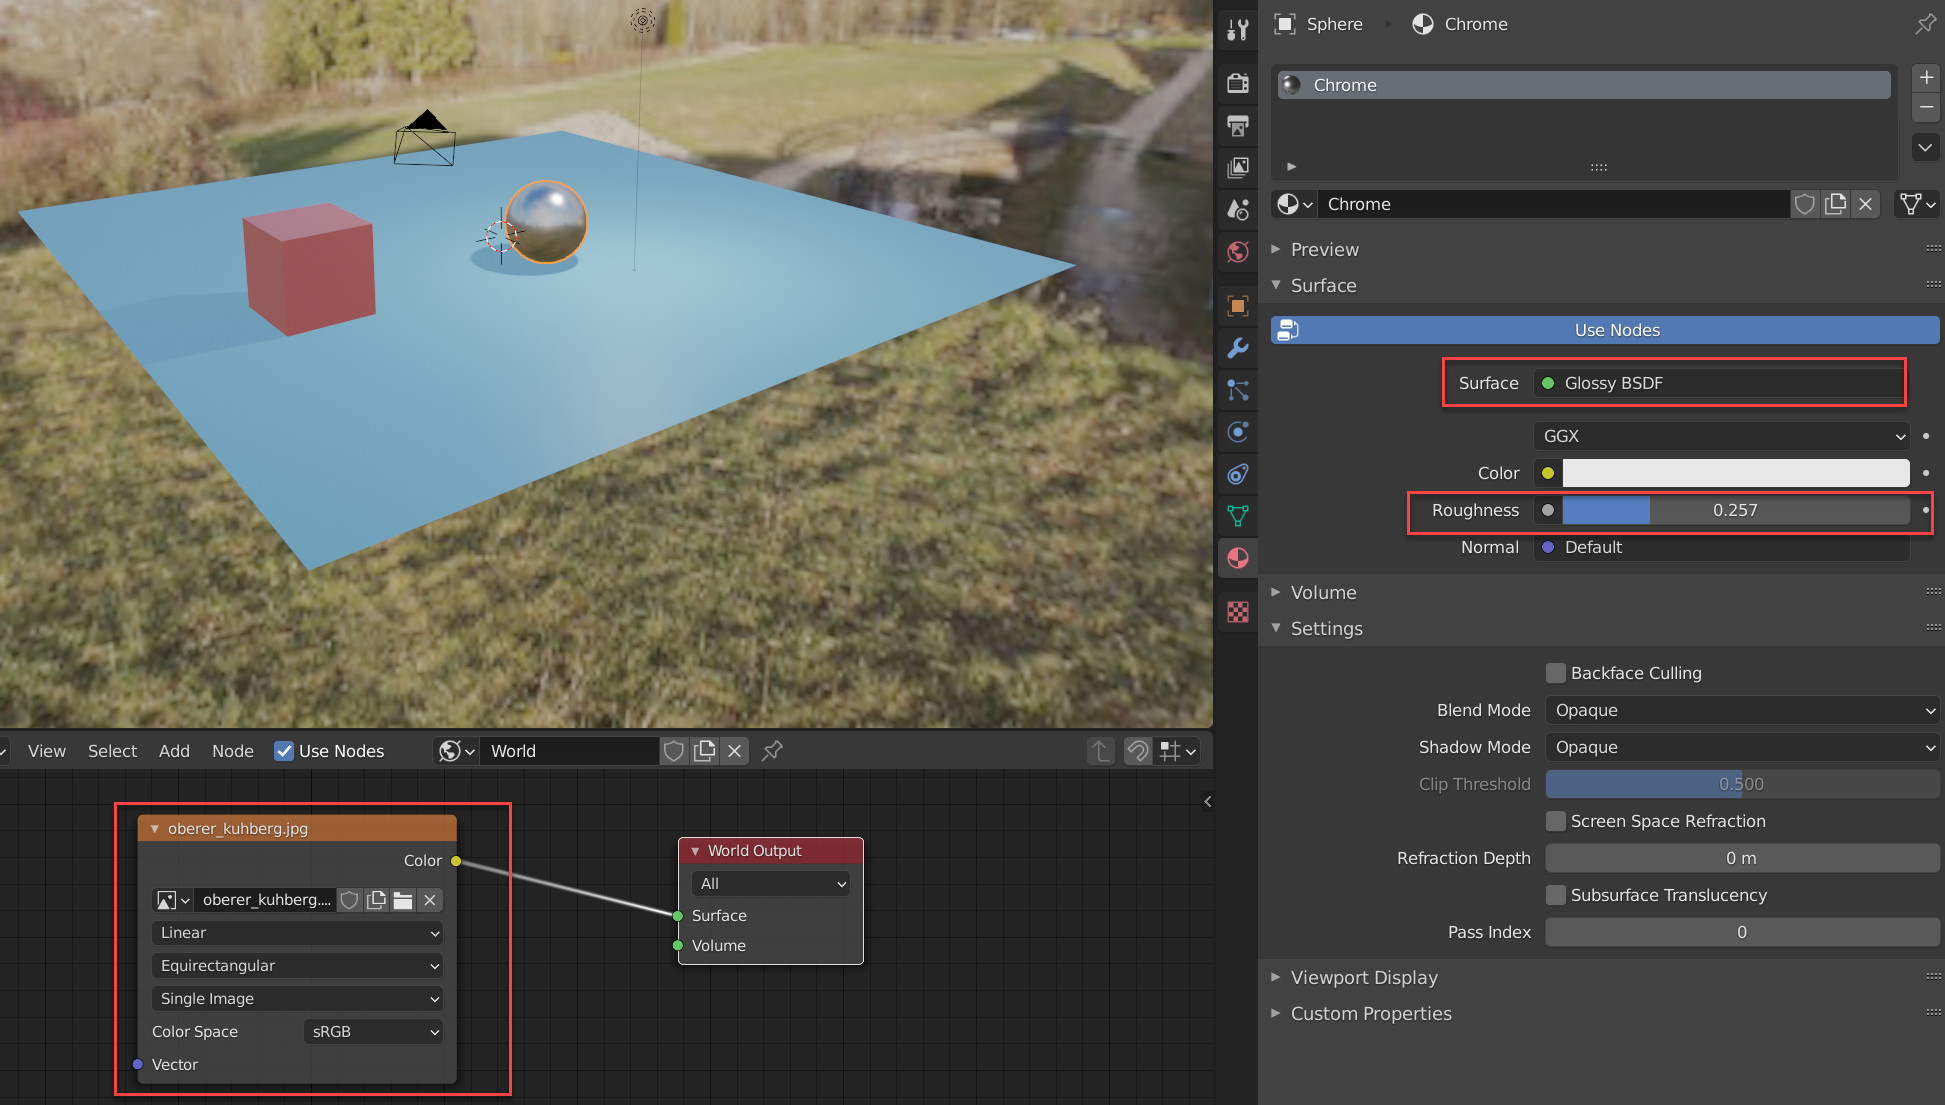 Sphere
Chrome
Chrome
Chrome
Preview
Surface
Use Nodes
Surface Glossy BSDF
GGX
Color
Roughness 0.257
Normal Default
Volume
Settings
Backface Culling
Blend Mode Opaque
Shadow Mode Opaque
Clip Threshold 0.500
Screen Space Refraction
Refraction Depth 0 m
Subsurface Translucency
Pass Index 0
Viewport Display
Custom Properties
View Select Add Node Use Nodes World
oberer_kuhberg.jpg
Color
oberer_kuhberg....
Linear
Equirectangular
Single Image
Color Space sRGB
Vector
World Output
All
Surface
Volume